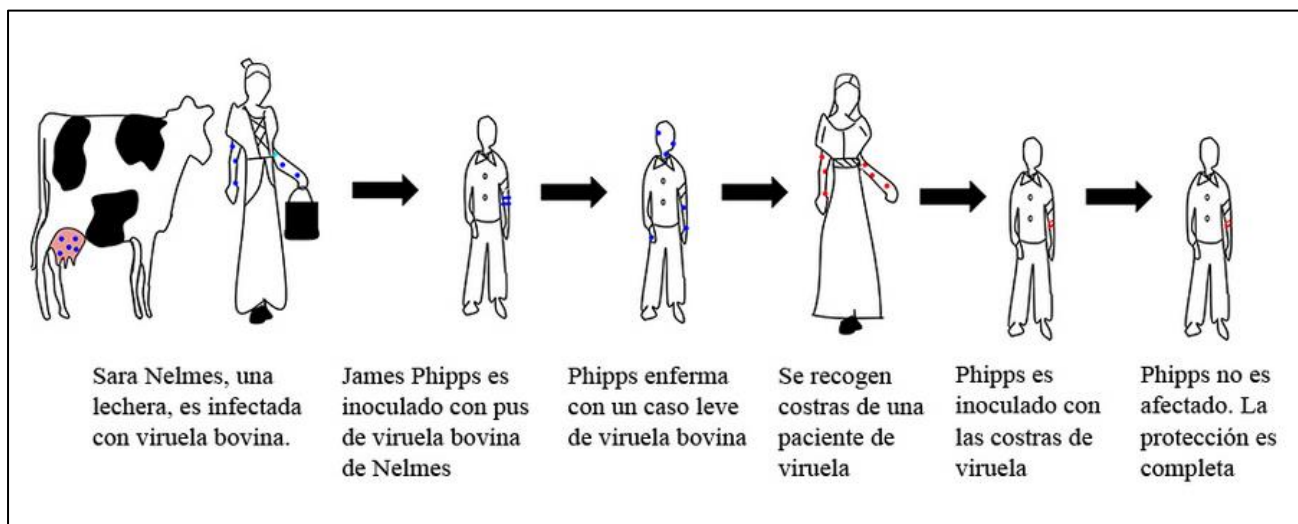 Sara Nelmes, una
lechera, es infectada
con viruela bovina.
James Phipps es
inoculado con pus
de viruela bovina
de Nelmes
Phipps enferma
con un caso leve
de viruela bovina
Se recogen
costras de una
paciente de
viruela
Phipps es
inoculado con
las costras de
viruela
Phipps no es
afectado. La
protección es
completa